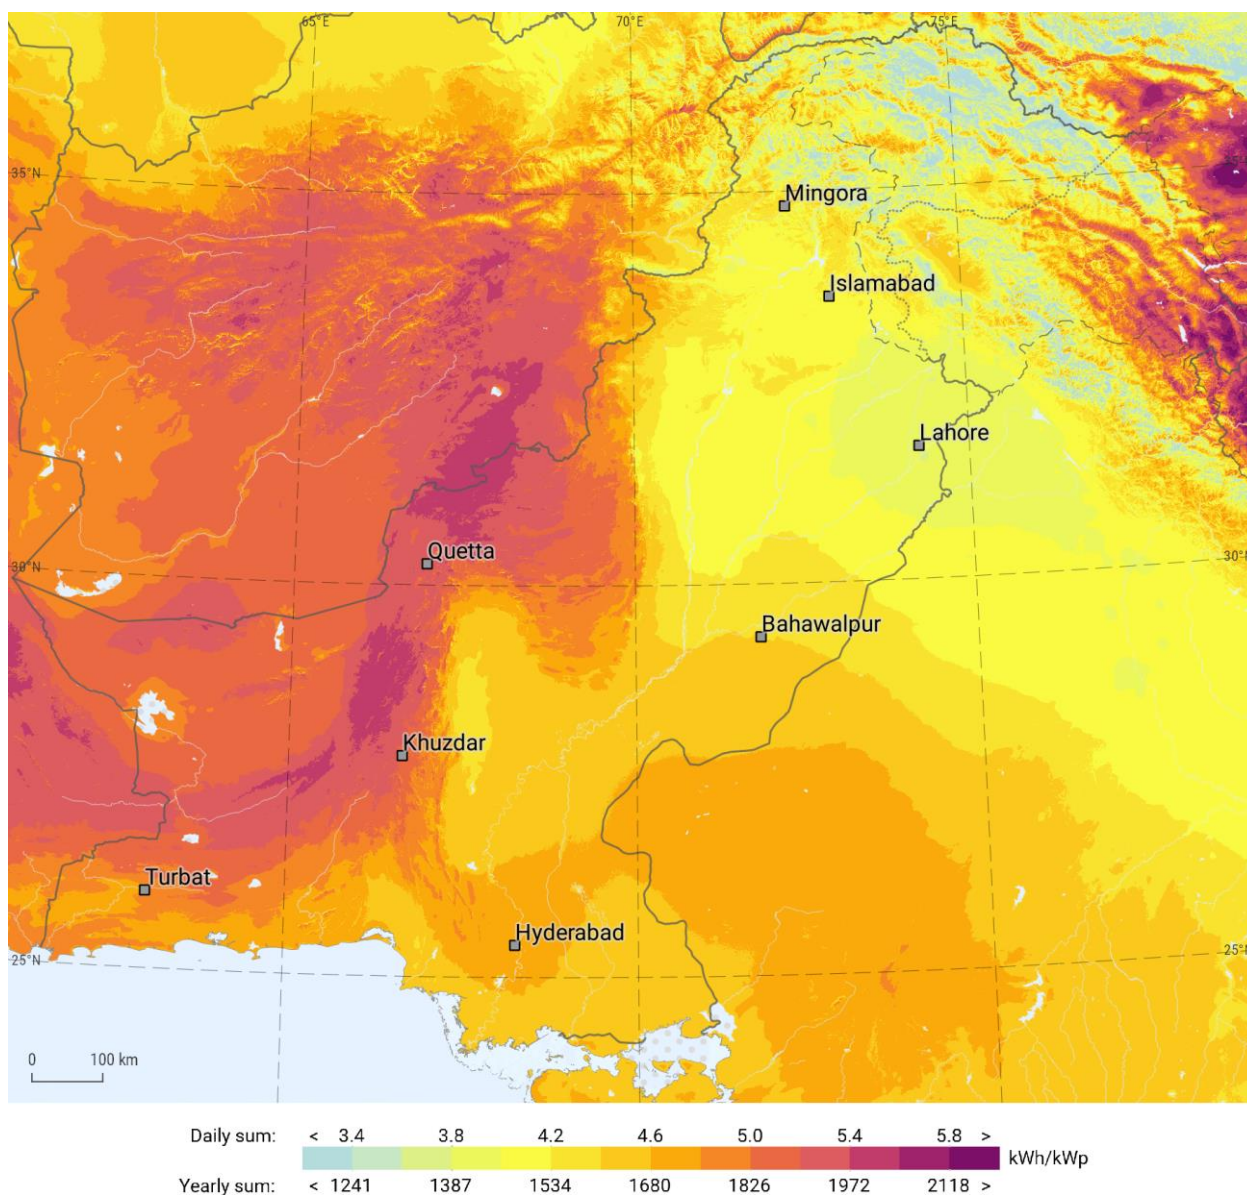 65°E 70°E 75°E
35°N
Mingora
Islamabad
Lahore
Quetta
30°N
30°N
Bahawalpur
Khuzdar
Turbat
Hyderabad
25°N
25°N
0 100 km
Daily sum: < 3.4 3.8 4.2 4.6 5.0 5.4 5.8 >
kWh/kWp
Yearly sum: < 1241 1387 1534 1680 1826 1972 2118 >